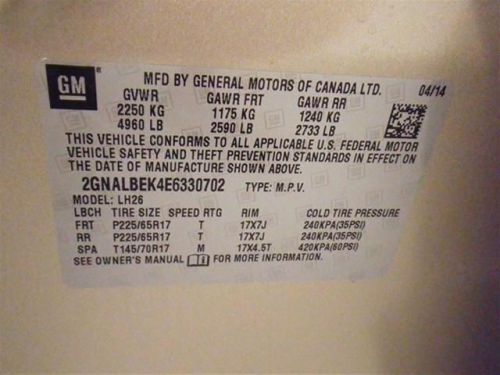 GM ®
MFD BY GENERAL MOTORS OF CANADA LTD.
04/14
GVWR GAWR FRT GAWR RR
2250 KG 1175 KG 1240 KG
4960 LB 2590 LB 2733 LB
THIS VEHICLE CONFORMS TO ALL APPLICABLE U.S. FEDERAL MOTOR
VEHICLE SAFETY AND THEFT PREVENTION STANDARDS IN EFFECT ON
THE DATE OF MANUFACTURE SHOWN ABOVE.
2GNALBEK4E6330702 TYPE: M.P.V.
MODEL: LH26
LBCH TIRE SIZE SPEED RTG RIM COLD TIRE PRESSURE
FRT P225/65R17 T 17X7J 240KPA(35PSI)
RR P225/65R17 T 17X7J 240KPA(35PSI)
SPA T145/70R17 M 17X4.5T 420KPA(60PSI)
SEE OWNER'S MANUAL FOR MORE INFORMATION.